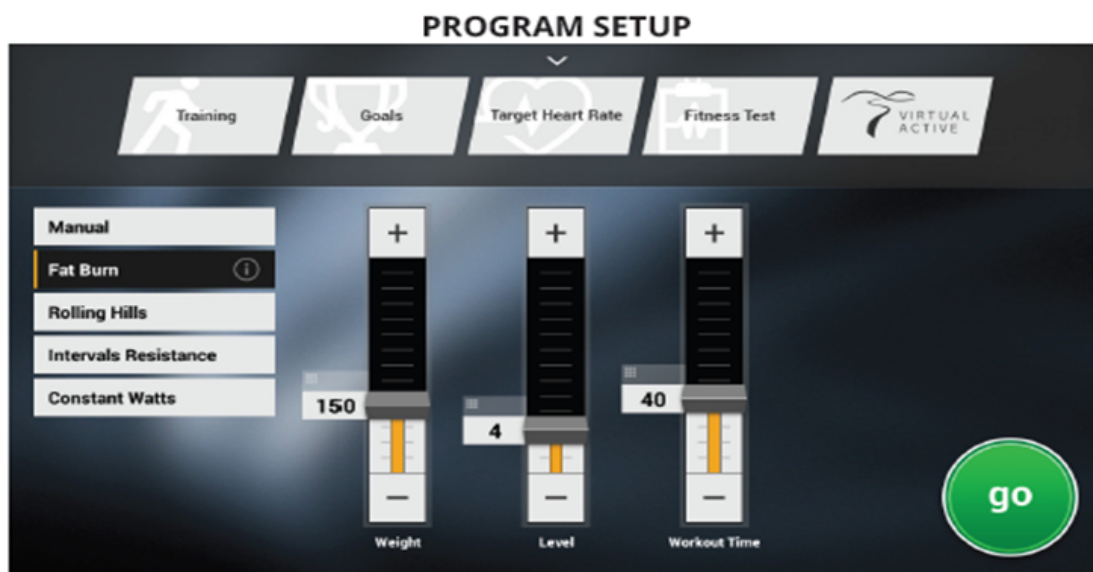 PROGRAM SETUP
Training
Goals
Target Heart Rate
Fitness Test
VIRTUAL
ACTIVE
Manual
Fat Burn
Rolling Hills
Intervals Resistance
Constant Watts
+
+
+
150
4
40
−
−
−
Weight
Level
Workout Time
go